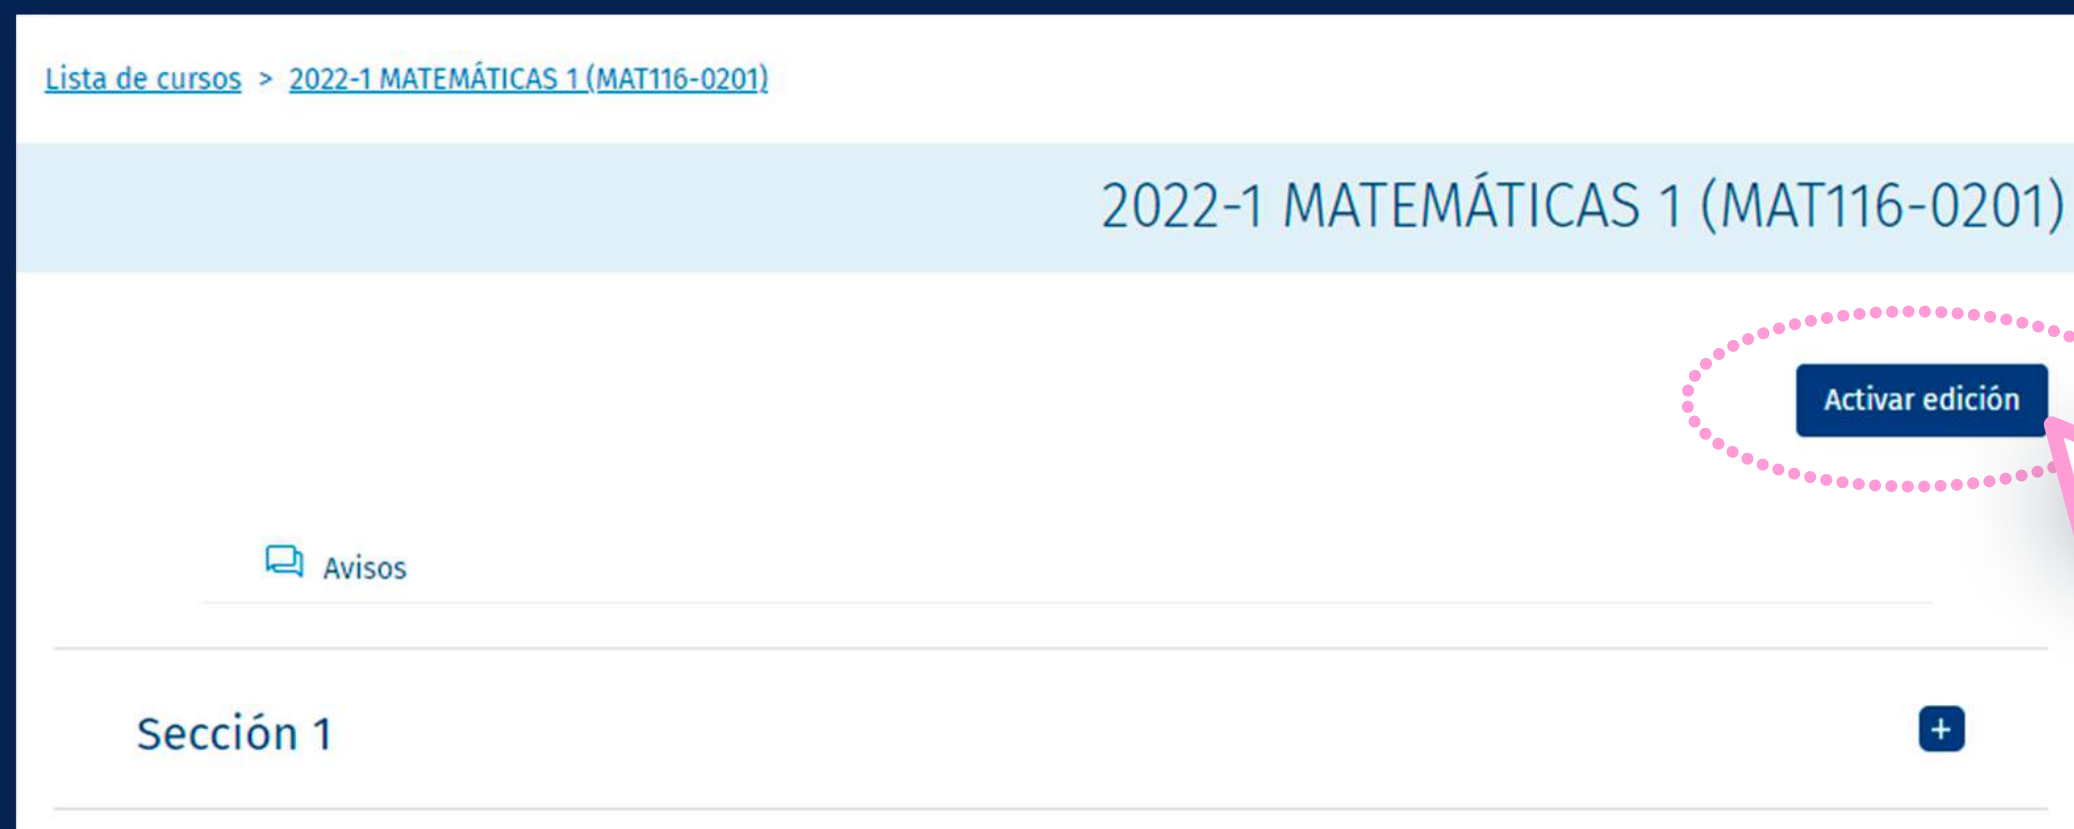 Lista de cursos > 2022-1 MATEMÁTICAS 1 (MAT116-0201)
2022-1 MATEMÁTICAS 1 (MAT116-0201)
Activar edición
Avisos
Sección 1
+